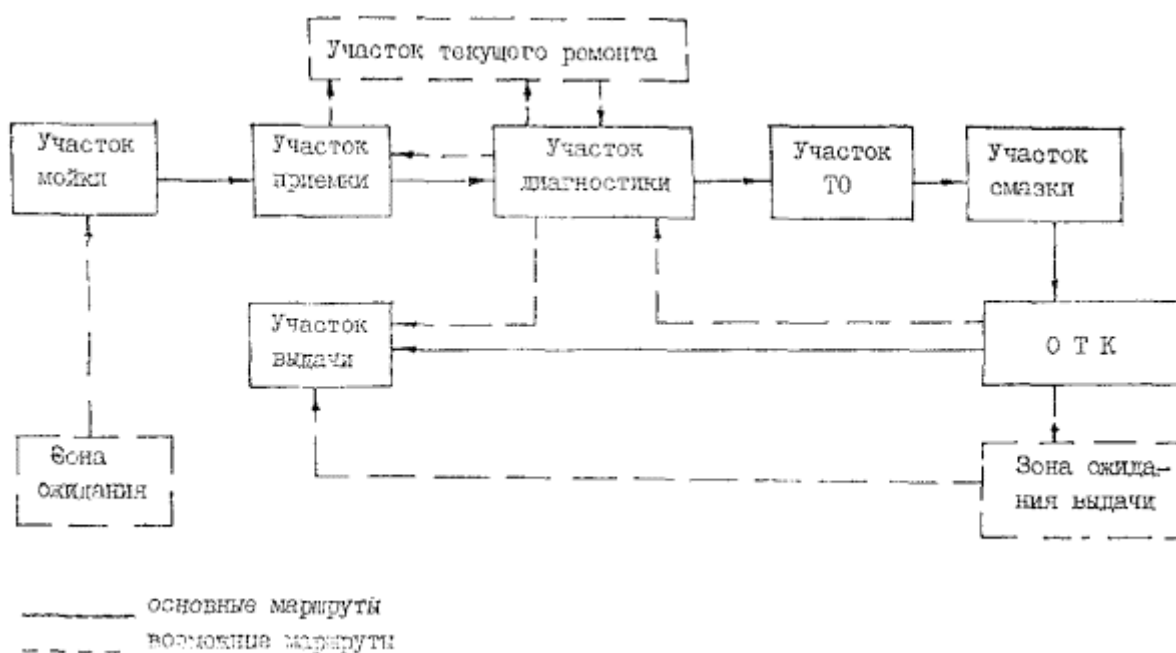 Участок текущего ремонта
Участок
мойки
Участок
приемки
Участок
диагностики
Участок
ТО
Участок
смазки
Участок
выдачи
О Т К
Зона
ожидания
Зона ожида-
ния выдачи
основные маршруты
возможные маршруты